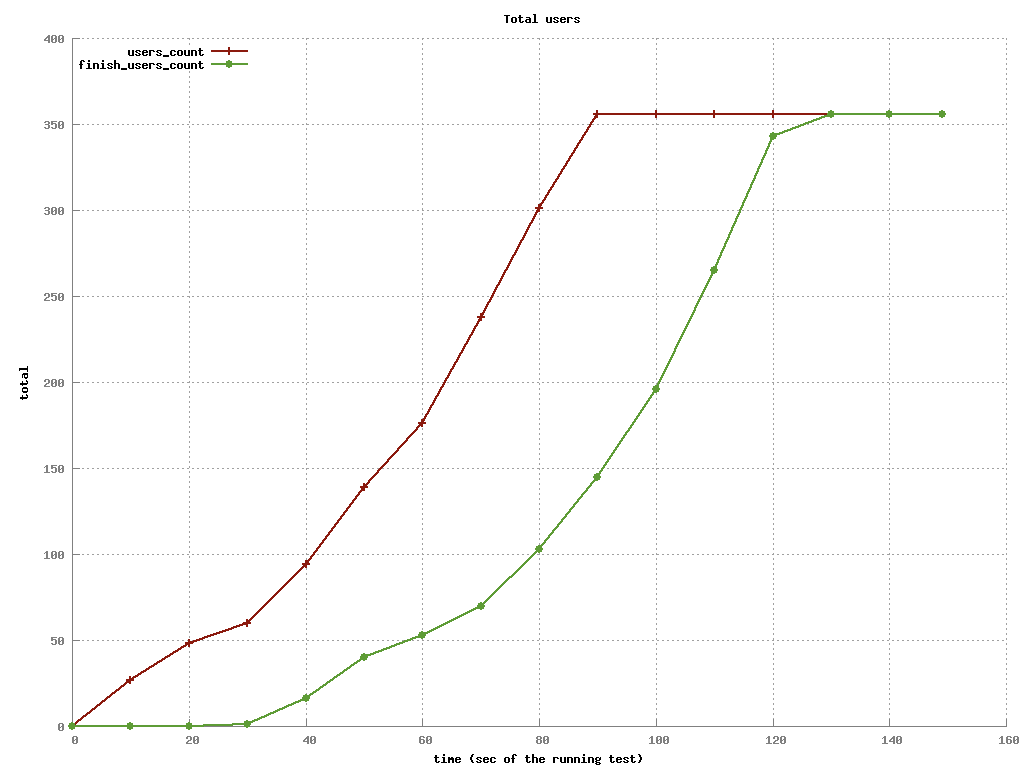 Total users
users_count
finish_users_count
400
350
300
250
200
150
100
50
0
total
0 20 40 60 80 100 120 140 160
time (sec of the running test)